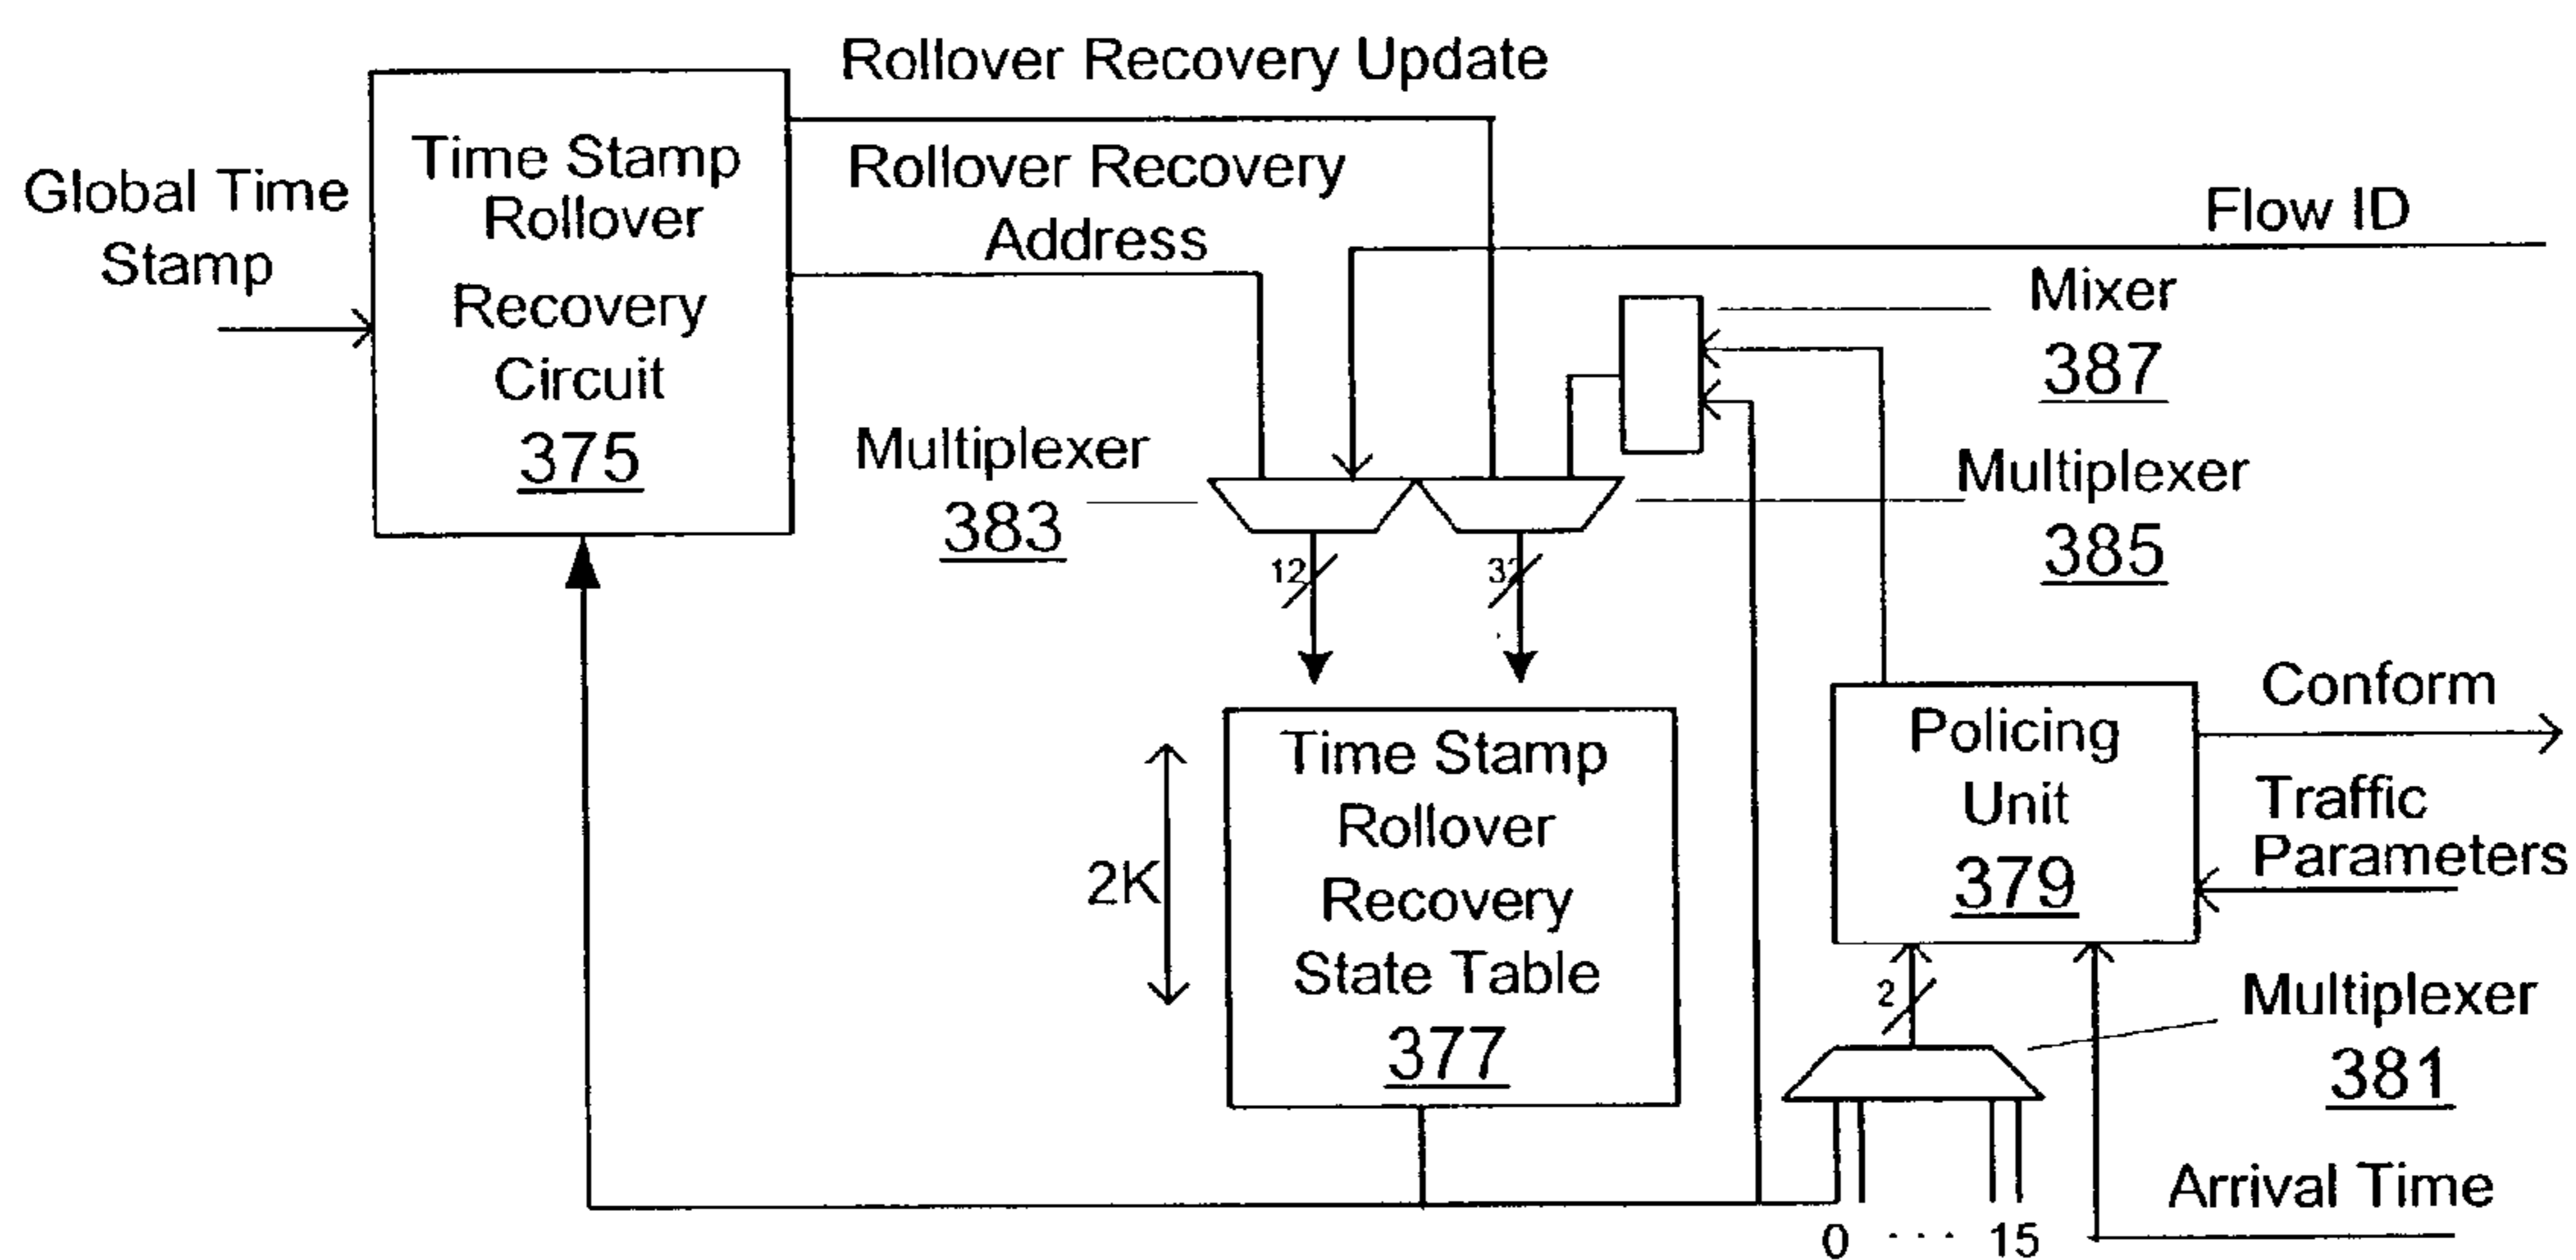 Rollover Recovery Update
Time Stamp
Rollover
Recovery
Circuit
375
Global Time
Stamp
Rollover Recovery
Address
Flow ID
Mixer
387
Multiplexer
383
Multiplexer
385
12
32
Time Stamp
Rollover
Recovery
State Table
377
2K
Policing
Unit
379
Conform
Traffic
Parameters
2
Multiplexer
381
Arrival Time
0 ... 15